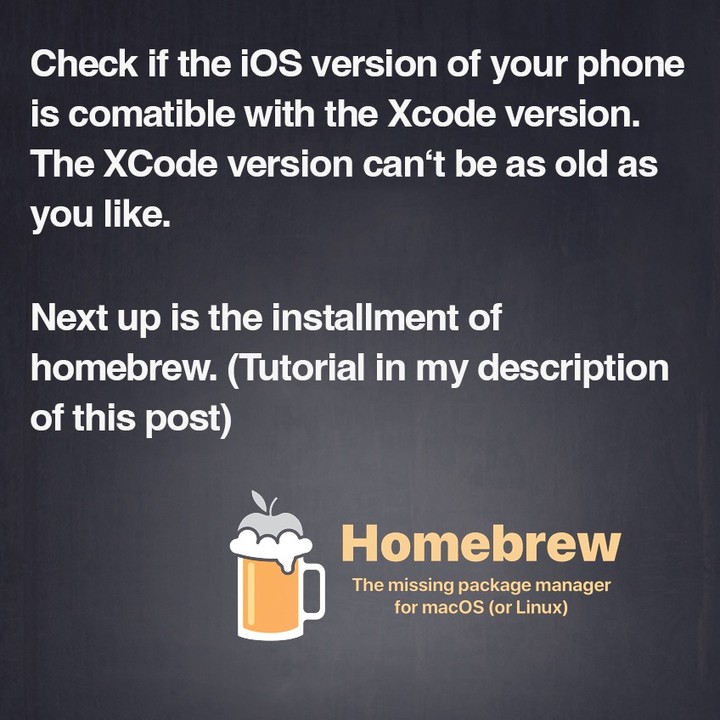 Check if the iOS version of your phone
is comatible with the Xcode version.
The XCode version can‘t be as old as
you like.
Next up is the installment of
homebrew. (Tutorial in my description
of this post)
Homebrew
The missing package manager
for macOS (or Linux)